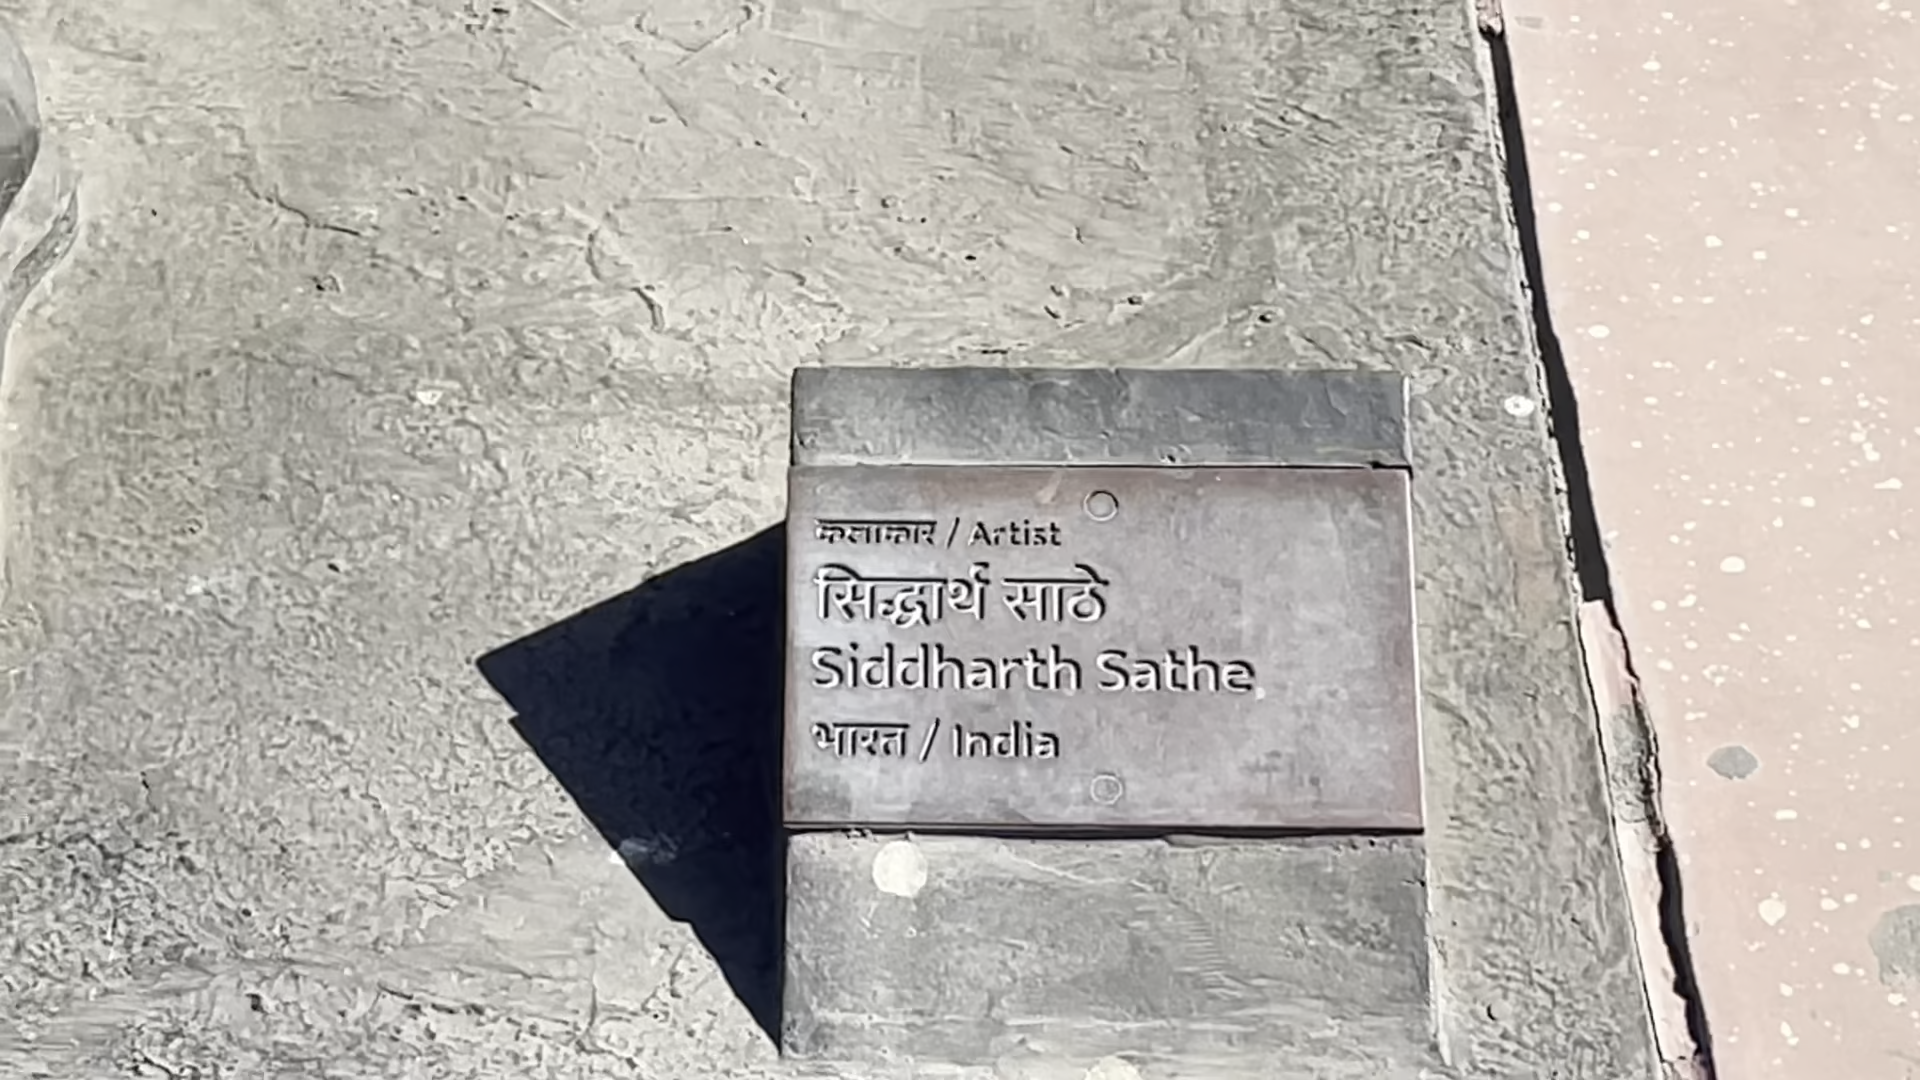 कलाकार / Artist
सिद्धार्थ साठे
Siddharth Sathe
भारत / India